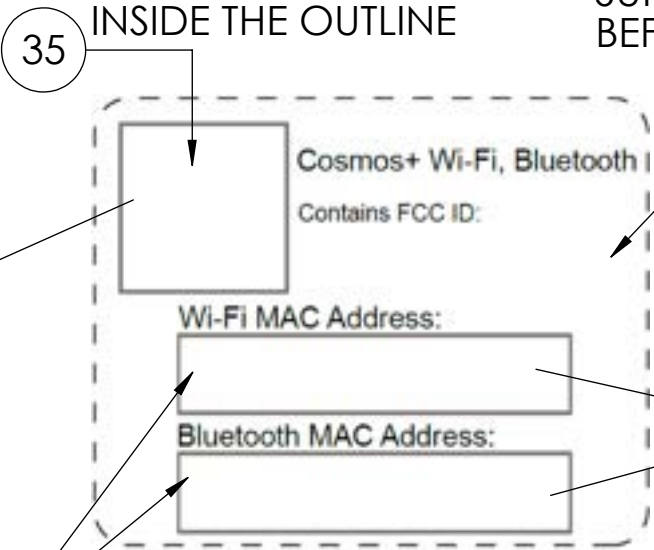 INSIDE THE OUTLINE
35
Cosmos+ Wi-Fi, Bluetooth
Contains FCC ID:
Wi-Fi MAC Address:
Bluetooth MAC Address: